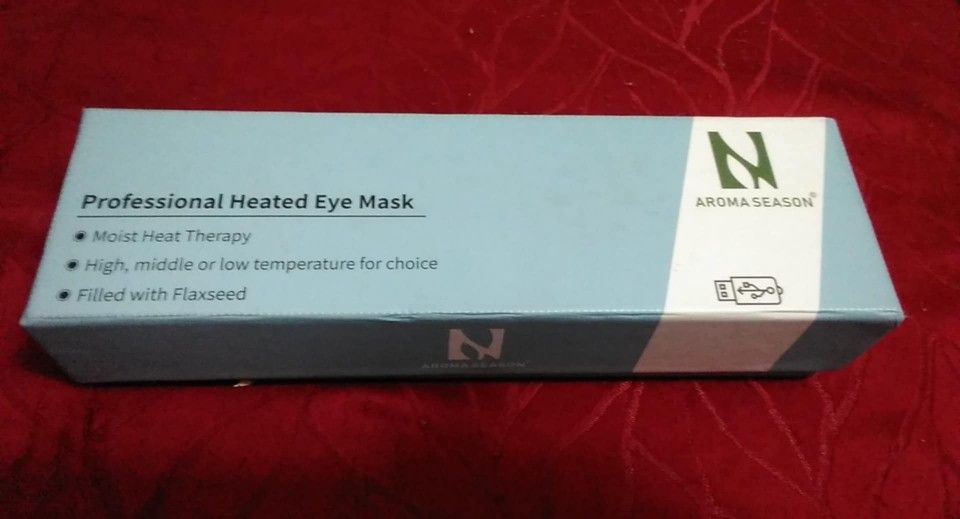 Professional Heated Eye Mask
Moist Heat Therapy
High, middle or low temperature for choice
Filled with Flaxseed
AROMA SEASON®
AROMA SEASON